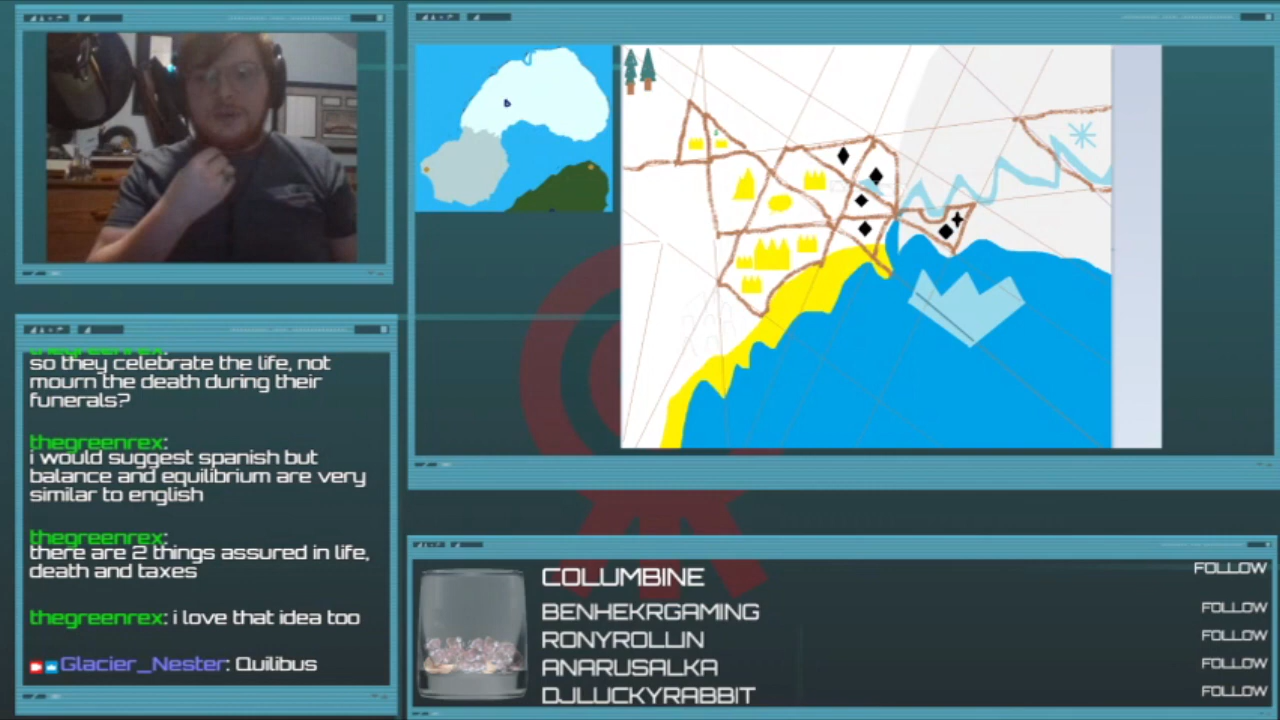 thegreenrex:
so they celebrate the life, not
mourn the death during their
funerals?
thegreenrex:
i would suggest spanish but
balance and equilibrium are very
similar to english
thegreenrex:
there are 2 things assured in life,
death and taxes
thegreenrex: i love that idea too
Glacier_Nester: Quilibus
COLUMBINE FOLLOW
BENHEKRGAMING FOLLOW
RONYROLLIN FOLLOW
ANARUSALKA FOLLOW
DJLUCKYRABBIT FOLLOW